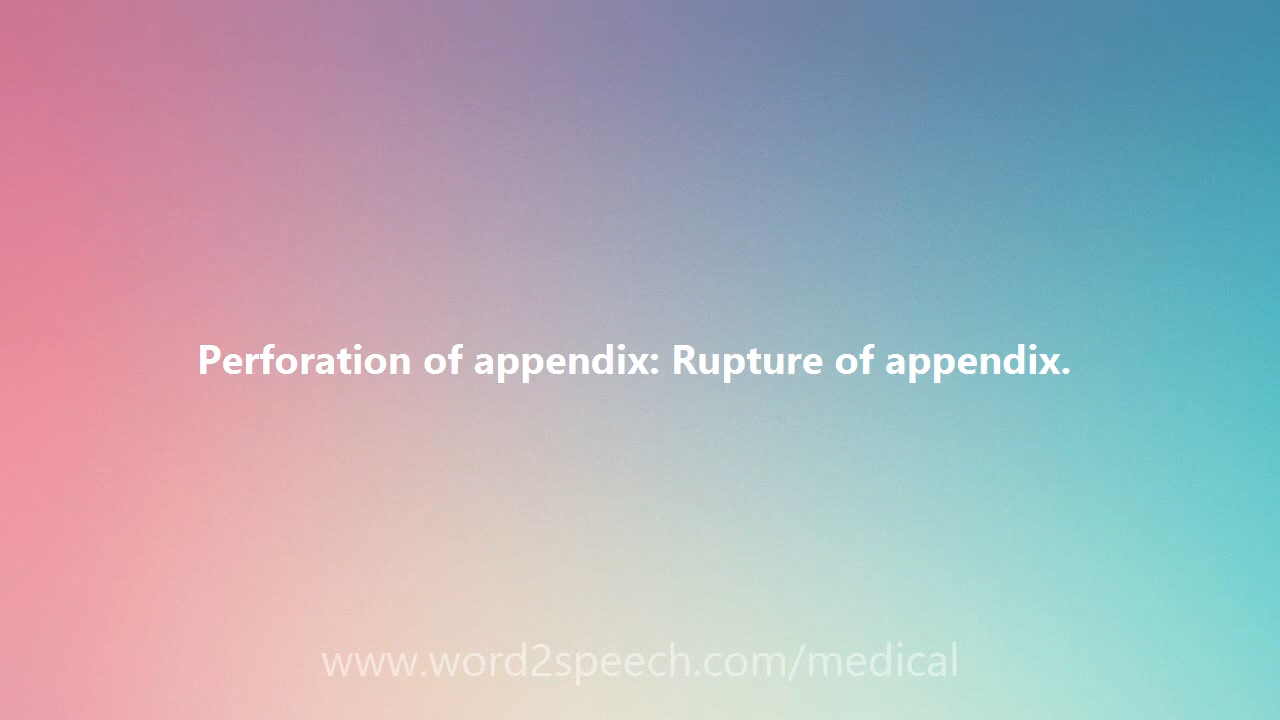 Perforation of appendix: Rupture of appendix.
www.word2speech.com/medical